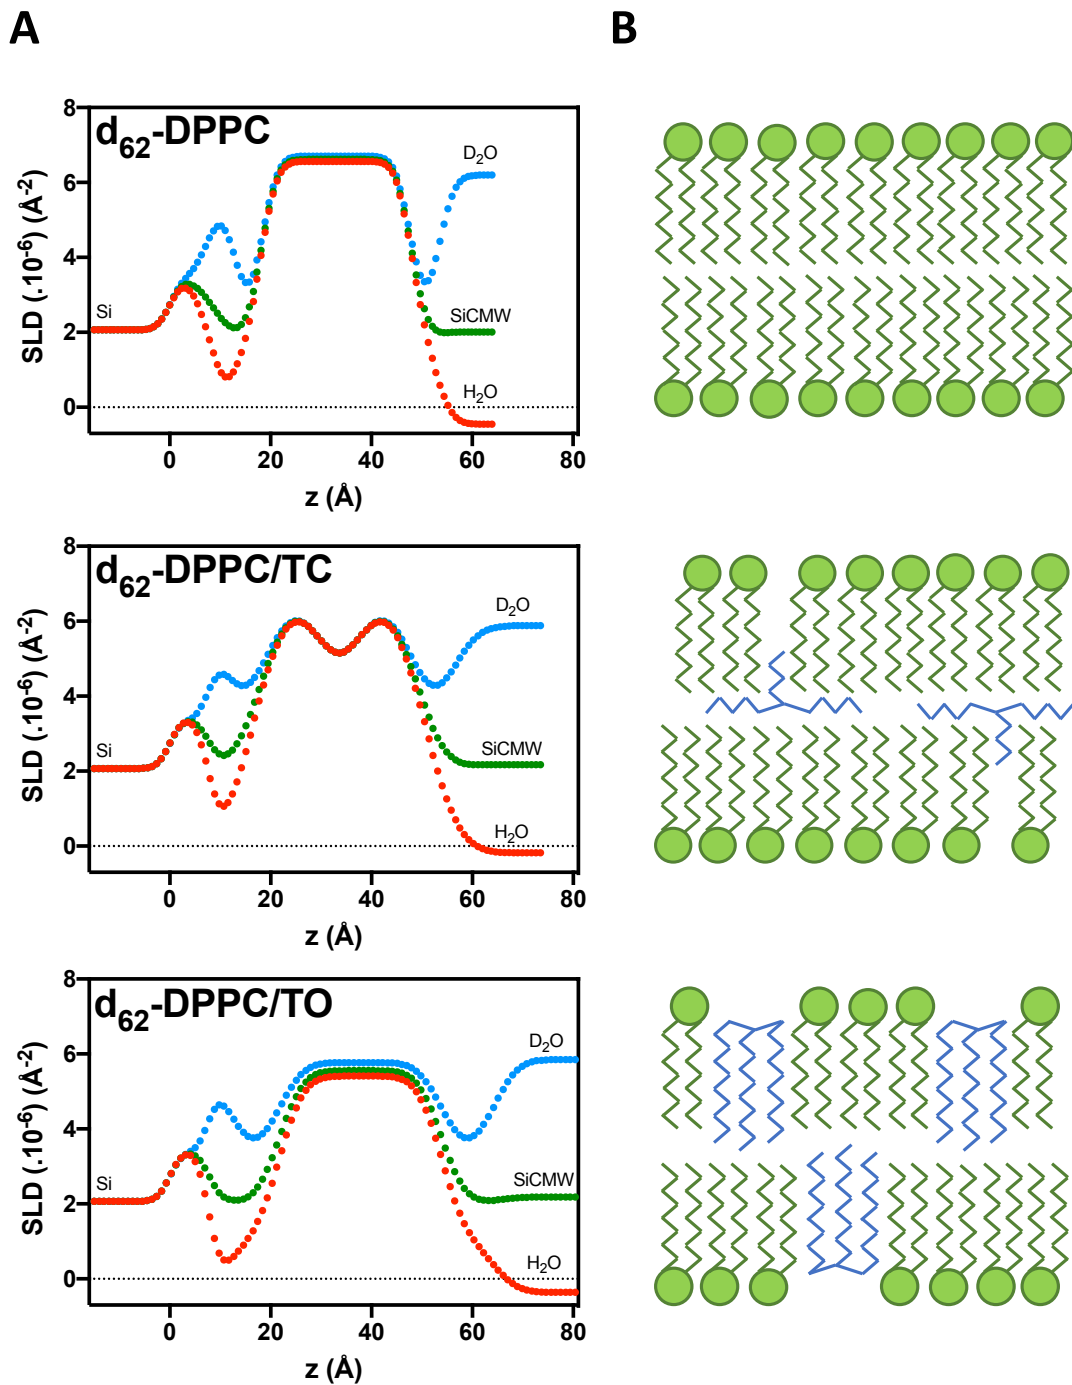 A
B
d₆₂-DPPC
SLD (.10⁻⁶) (Å⁻²)
8
6
4
2
0
D₂O
Si
SiCMW
H₂O
0 20 40 60 80
z (Å)
d₆₂-DPPC/TC
SLD (.10⁻⁶) (Å⁻²)
8
6
4
2
0
D₂O
Si
SiCMW
H₂O
0 20 40 60 80
z (Å)
d₆₂-DPPC/TO
SLD (.10⁻⁶) (Å⁻²)
8
6
4
2
0
D₂O
Si
SiCMW
H₂O
0 20 40 60 80
z (Å)